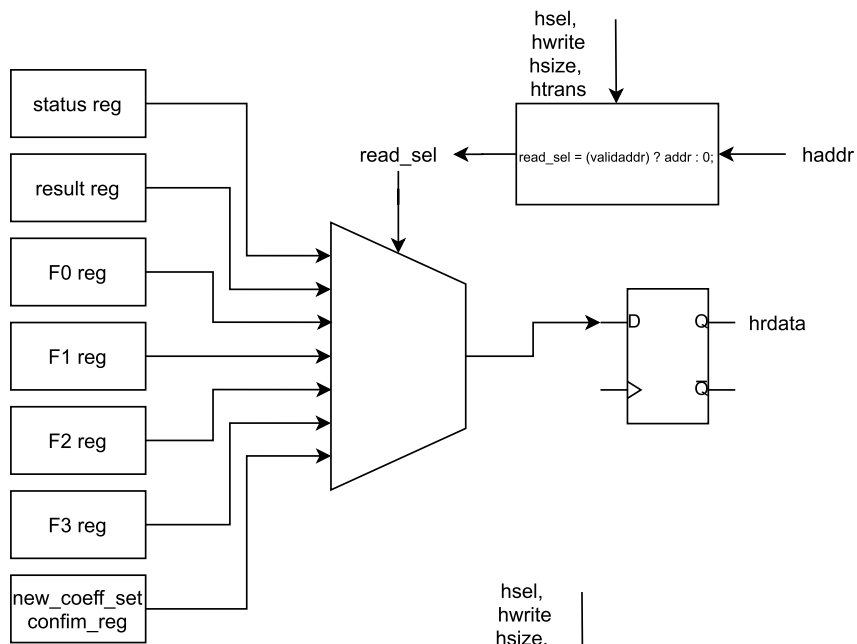 hsel,
hwrite
hsize,
htrans
status reg
read_sel
read_sel = (validaddr) ? addr : 0;
haddr
result reg
F0 reg
D
Q
hrdata
F1 reg
Q
F2 reg
F3 reg
new_coeff_set
confim_reg
hsel,
hwrite
hsize,